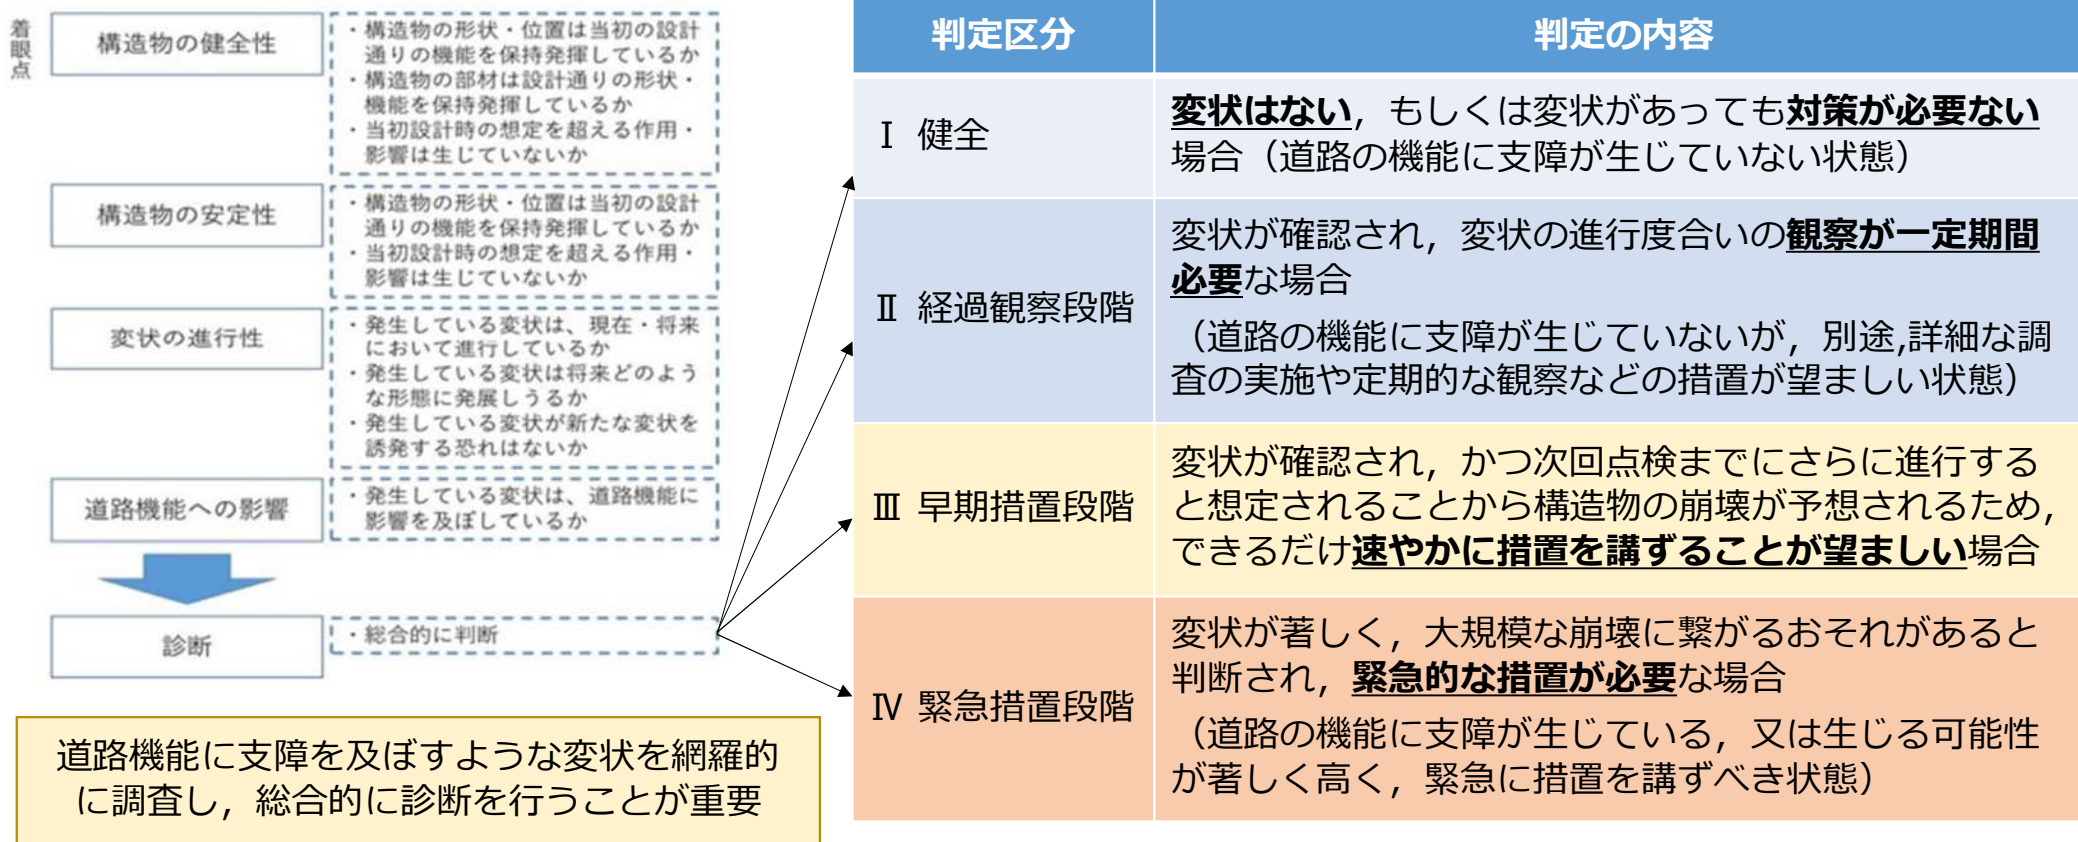 着眼点
構造物の健全性
・構造物の形状・位置は当初の設計
通りの機能を保持発揮しているか
・構造物の部材は設計通りの形状・
機能を保持発揮しているか
・当初設計時の想定を超える作用・
影響は生じていないか
構造物の安定性
・構造物の形状・位置は当初の設計
通りの機能を保持発揮しているか
・当初設計時の想定を超える作用・
影響は生じていないか
変状の進行性
・発生している変状は、現在・将来
において進行しているか
・発生している変状は将来どのよう
な形態に発展しうるか
・発生している変状が新たな変状を
誘発する恐れはないか
道路機能への影響
・発生している変状は、道路機能に
影響を及ぼしているか
診断
・総合的に判断
道路機能に支障を及ぼすような変状を網羅的
に調査し，総合的に診断を行うことが重要
判定区分
判定の内容
Ⅰ 健全
変状はない，もしくは変状があっても対策が必要ない
場合（道路の機能に支障が生じていない状態）
Ⅱ 経過観察段階
変状が確認され，変状の進行度合いの観察が一定期間
必要な場合
（道路の機能に支障が生じていないが，別途,詳細な調
査の実施や定期的な観察などの措置が望ましい状態）
Ⅲ 早期措置段階
変状が確認され，かつ次回点検までにさらに進行する
と想定されることから構造物の崩壊が予想されるため，
できるだけ速やかに措置を講ずることが望ましい場合
Ⅳ 緊急措置段階
変状が著しく，大規模な崩壊に繋がるおそれがあると
判断され，緊急的な措置が必要な場合
（道路の機能に支障が生じている，又は生じる可能性
が著しく高く，緊急に措置を講ずべき状態）